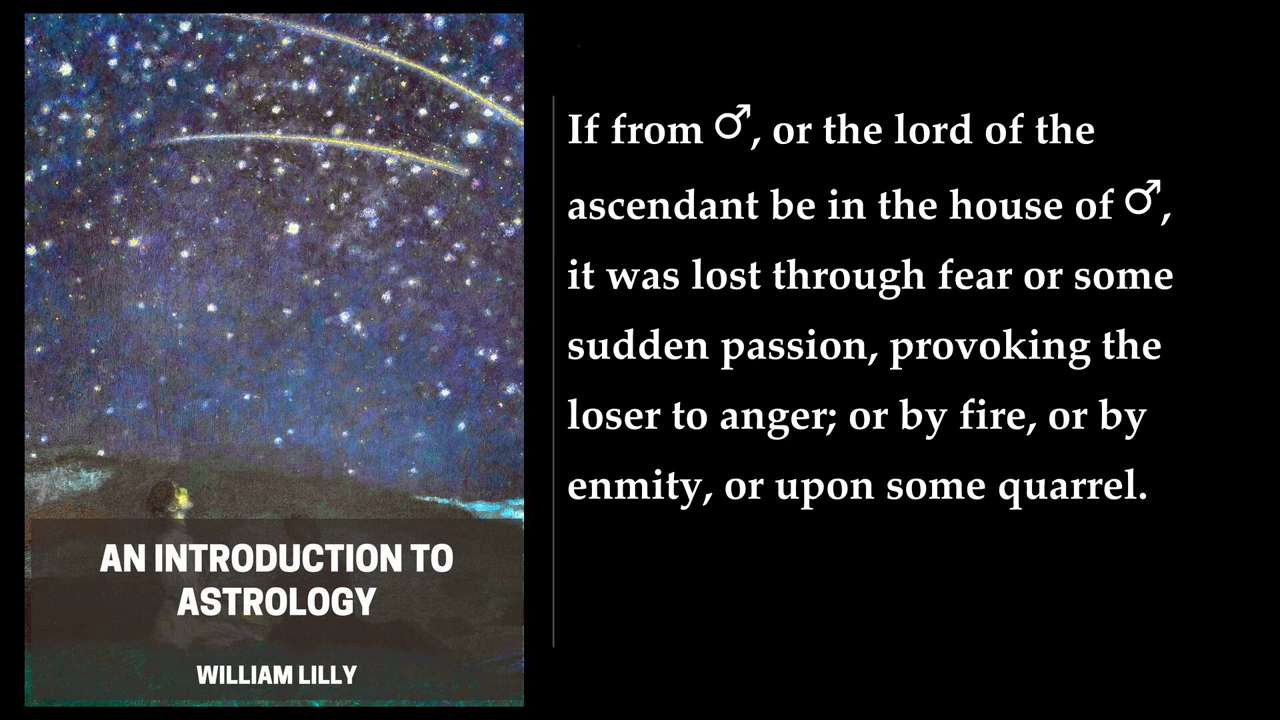 AN INTRODUCTION TO
ASTROLOGY
WILLIAM LILLY
If from ♂, or the lord of the
ascendant be in the house of ♂,
it was lost through fear or some
sudden passion, provoking the
loser to anger; or by fire, or by
enmity, or upon some quarrel.